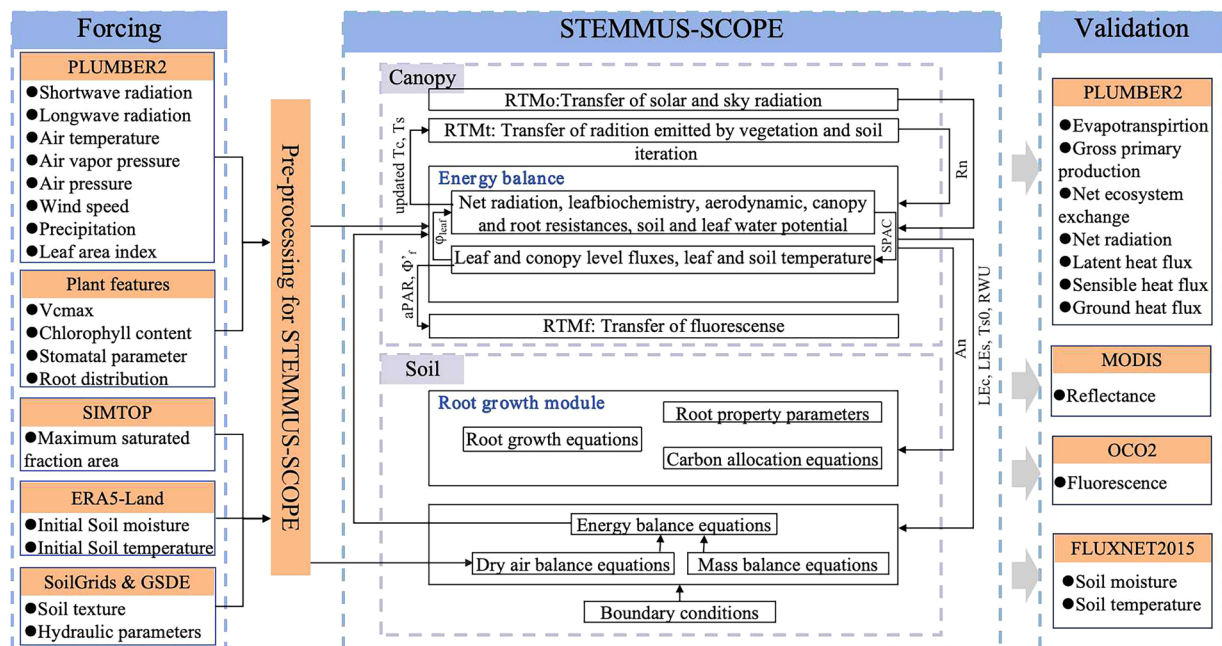 Forcing
PLUMBER2
●Shortwave radiation
●Longwave radiation
●Air temperature
●Air vapor pressure
●Air pressure
●Wind speed
●Precipitation
●Leaf area index
Plant features
●Vcmax
●Chlorophyll content
●Stomatal parameter
●Root distribution
SIMTOP
●Maximum saturated
fraction area
ERA5-Land
●Initial Soil moisture
●Initial Soil temperature
SoilGrids & GSDE
●Soil texture
●Hydraulic parameters
Pre-processing for STEMMUS-SCOPE
STEMMUS-SCOPE
Canopy
RTMo:Transfer of solar and sky radiation
RTMt: Transfer of radition emitted by vegetation and soil
iteration
updated Tc, Ts
Energy balance
Net radiation, leafbiochemistry, aerodynamic, canopy
and root resistances, soil and leaf water potential
φleaf
SPAC
Leaf and conopy level fluxes, leaf and soil temperature
aPAR, Φ'f
RTMf: Transfer of fluorescense
Rn
An
LEc, LEs, Ts0, RWU
Soil
Root growth module
Root property parameters
Root growth equations
Carbon allocation equations
Energy balance equations
Dry air balance equations
Mass balance equations
Boundary conditions
Validation
PLUMBER2
●Evapotranspirtion
●Gross primary
production
●Net ecosystem
exchange
●Net radiation
●Latent heat flux
●Sensible heat flux
●Ground heat flux
MODIS
●Reflectance
OCO2
●Fluorescence
FLUXNET2015
●Soil moisture
●Soil temperature